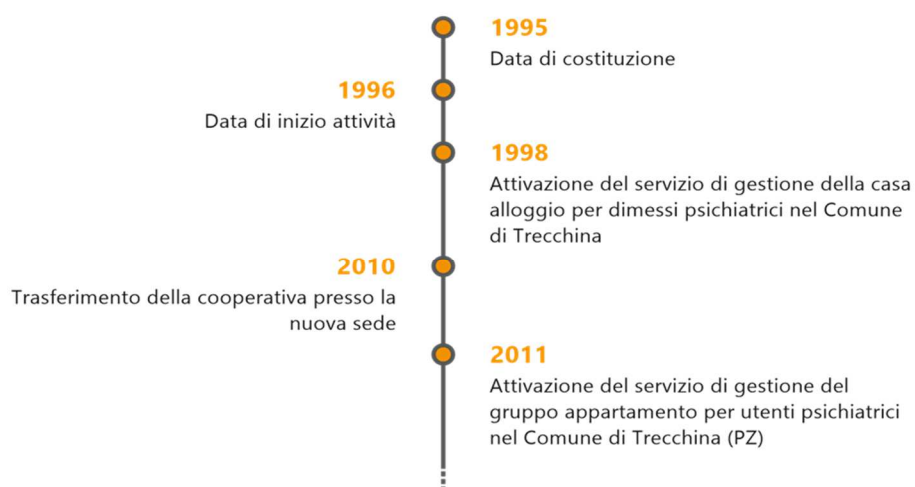 1995
Data di costituzione
1996
Data di inizio attività
1998
Attivazione del servizio di gestione della casa
alloggio per dimessi psichiatrici nel Comune
di Trecchina
2010
Trasferimento della cooperativa presso la
nuova sede
2011
Attivazione del servizio di gestione del
gruppo appartamento per utenti psichiatrici
nel Comune di Trecchina (PZ)